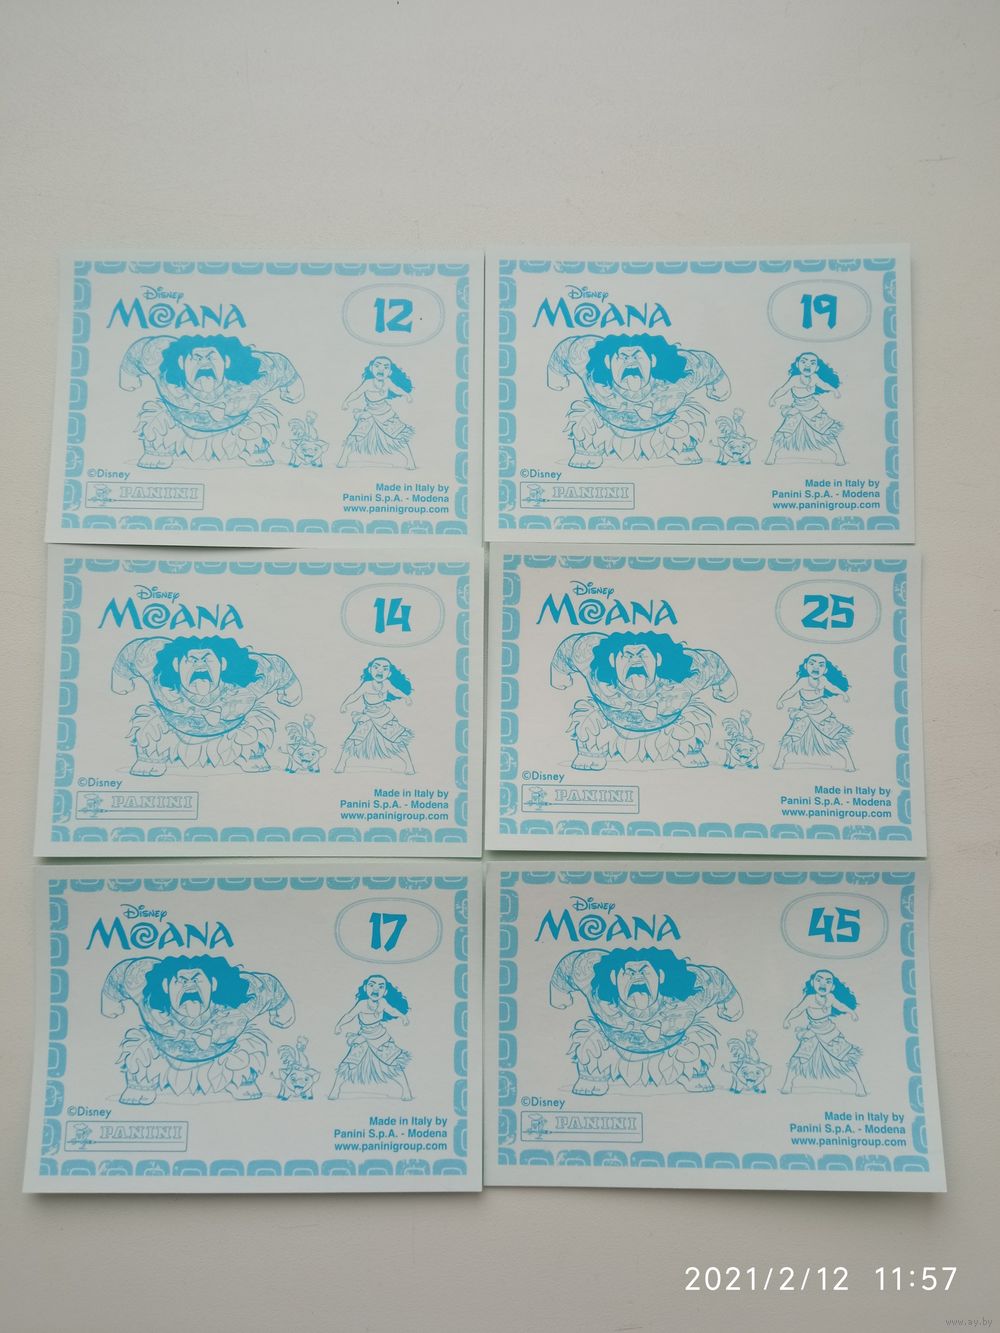 DISNEY
MOANA
12
©Disney
PANINI
Made in Italy by
Panini S.p.A. - Modena
www.paninigroup.com
DISNEY
MOANA
19
©Disney
PANINI
Made in Italy by
Panini S.p.A. - Modena
www.paninigroup.com
DISNEY
MOANA
14
©Disney
PANINI
Made in Italy by
Panini S.p.A. - Modena
www.paninigroup.com
DISNEY
MOANA
25
©Disney
PANINI
Made in Italy by
Panini S.p.A. - Modena
www.paninigroup.com
DISNEY
MOANA
17
©Disney
PANINI
Made in Italy by
Panini S.p.A. - Modena
www.paninigroup.com
DISNEY
MOANA
45
©Disney
PANINI
Made in Italy by
Panini S.p.A. - Modena
www.paninigroup.com
2021/2/12 11:57
www.ay.by